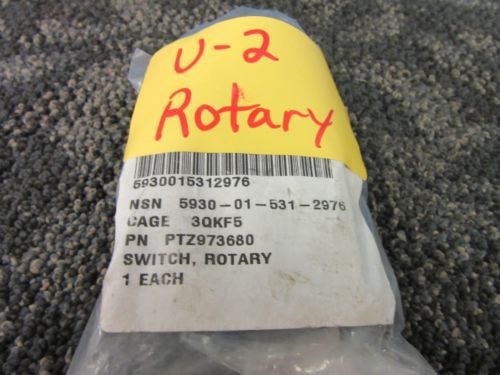 U-2
Rotary
5930015312976
NSN 5930-01-531-2976
CAGE 3QKF5
PN PTZ973680
SWITCH, ROTARY
1 EACH